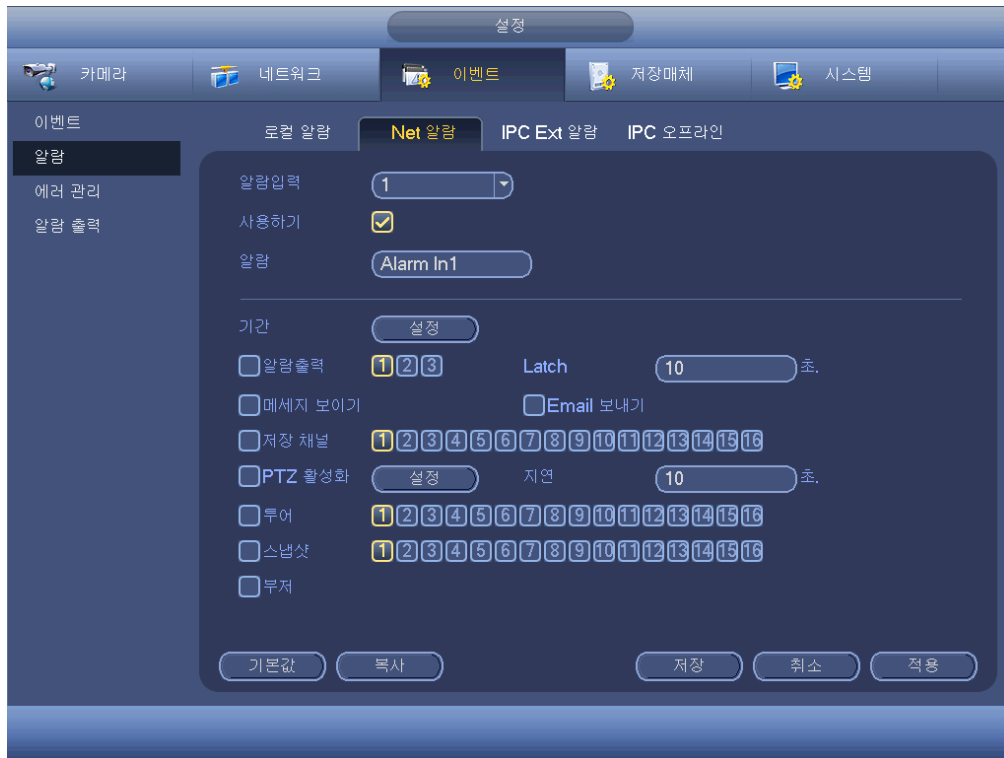 설정
카메라 네트워크 이벤트 저장매체 시스템
이벤트
알람
에러 관리
알람 출력
로컬 알람 Net 알람 IPC Ext 알람 IPC 오프라인
알람입력 1
사용하기
알람 Alarm In1
기간 설정
알람출력 1 2 3 Latch 10 초.
메세지 보이기 Email 보내기
저장 채널 1 2 3 4 5 6 7 8 9 10 11 12 13 14 15 16
PTZ 활성화 설정 지연 10 초.
투어 1 2 3 4 5 6 7 8 9 10 11 12 13 14 15 16
스냅샷 1 2 3 4 5 6 7 8 9 10 11 12 13 14 15 16
부저
기본값 복사 저장 취소 적용